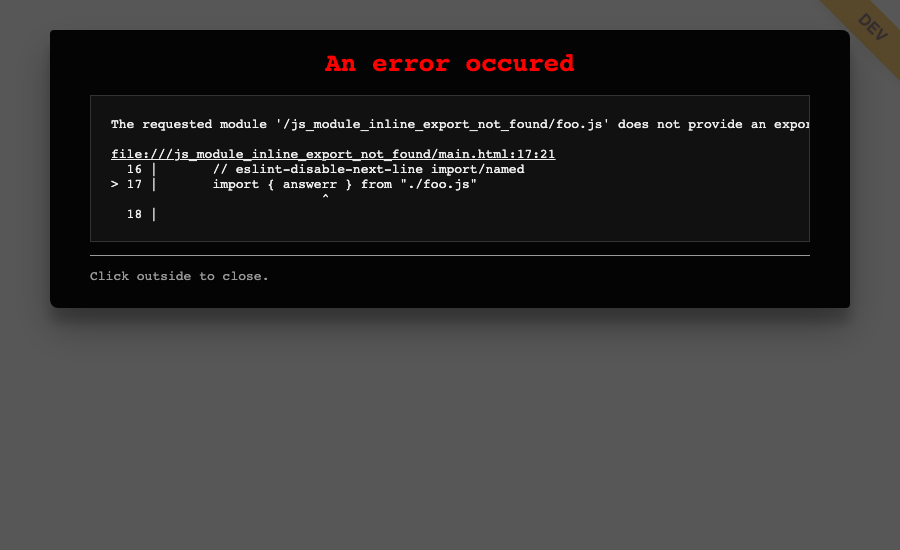 DEV
An error occured
The requested module '/js_module_inline_export_not_found/foo.js' does not provide an
file:///js_module_inline_export_not_found/main.html:17:21
  16 |       // eslint-disable-next-line import/named
> 17 |       import { answerr } from "./foo.js"
                           ^
  18 |
Click outside to close.